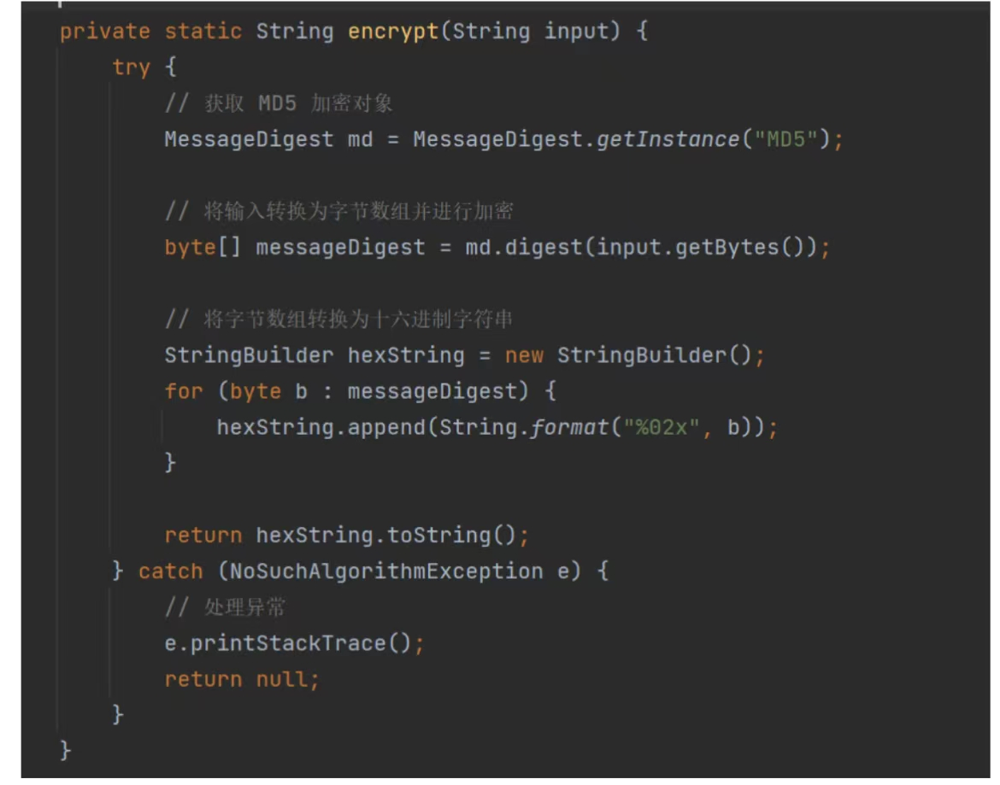 private static String encrypt(String input) {
try {
// 获取 MD5 加密对象
MessageDigest md = MessageDigest.getInstance("MD5");
// 将输入转换为字节数组并进行加密
byte[] messageDigest = md.digest(input.getBytes());
// 将字节数组转换为十六进制字符串
StringBuilder hexString = new StringBuilder();
for (byte b : messageDigest) {
hexString.append(String.format("%02x", b));
}
return hexString.toString();
} catch (NoSuchAlgorithmException e) {
// 处理异常
e.printStackTrace();
return null;
}
}